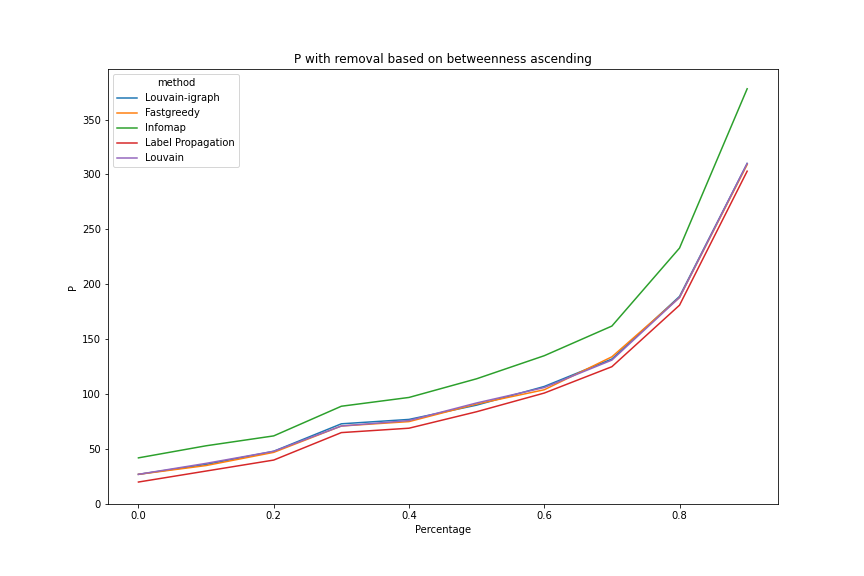 P with removal based on betweenness ascending
method
Louvain-igraph
Fastgreedy
Infomap
Label Propagation
Louvain
350
300
250
200
150
100
50
0
P
0.0 0.2 0.4 0.6 0.8
Percentage